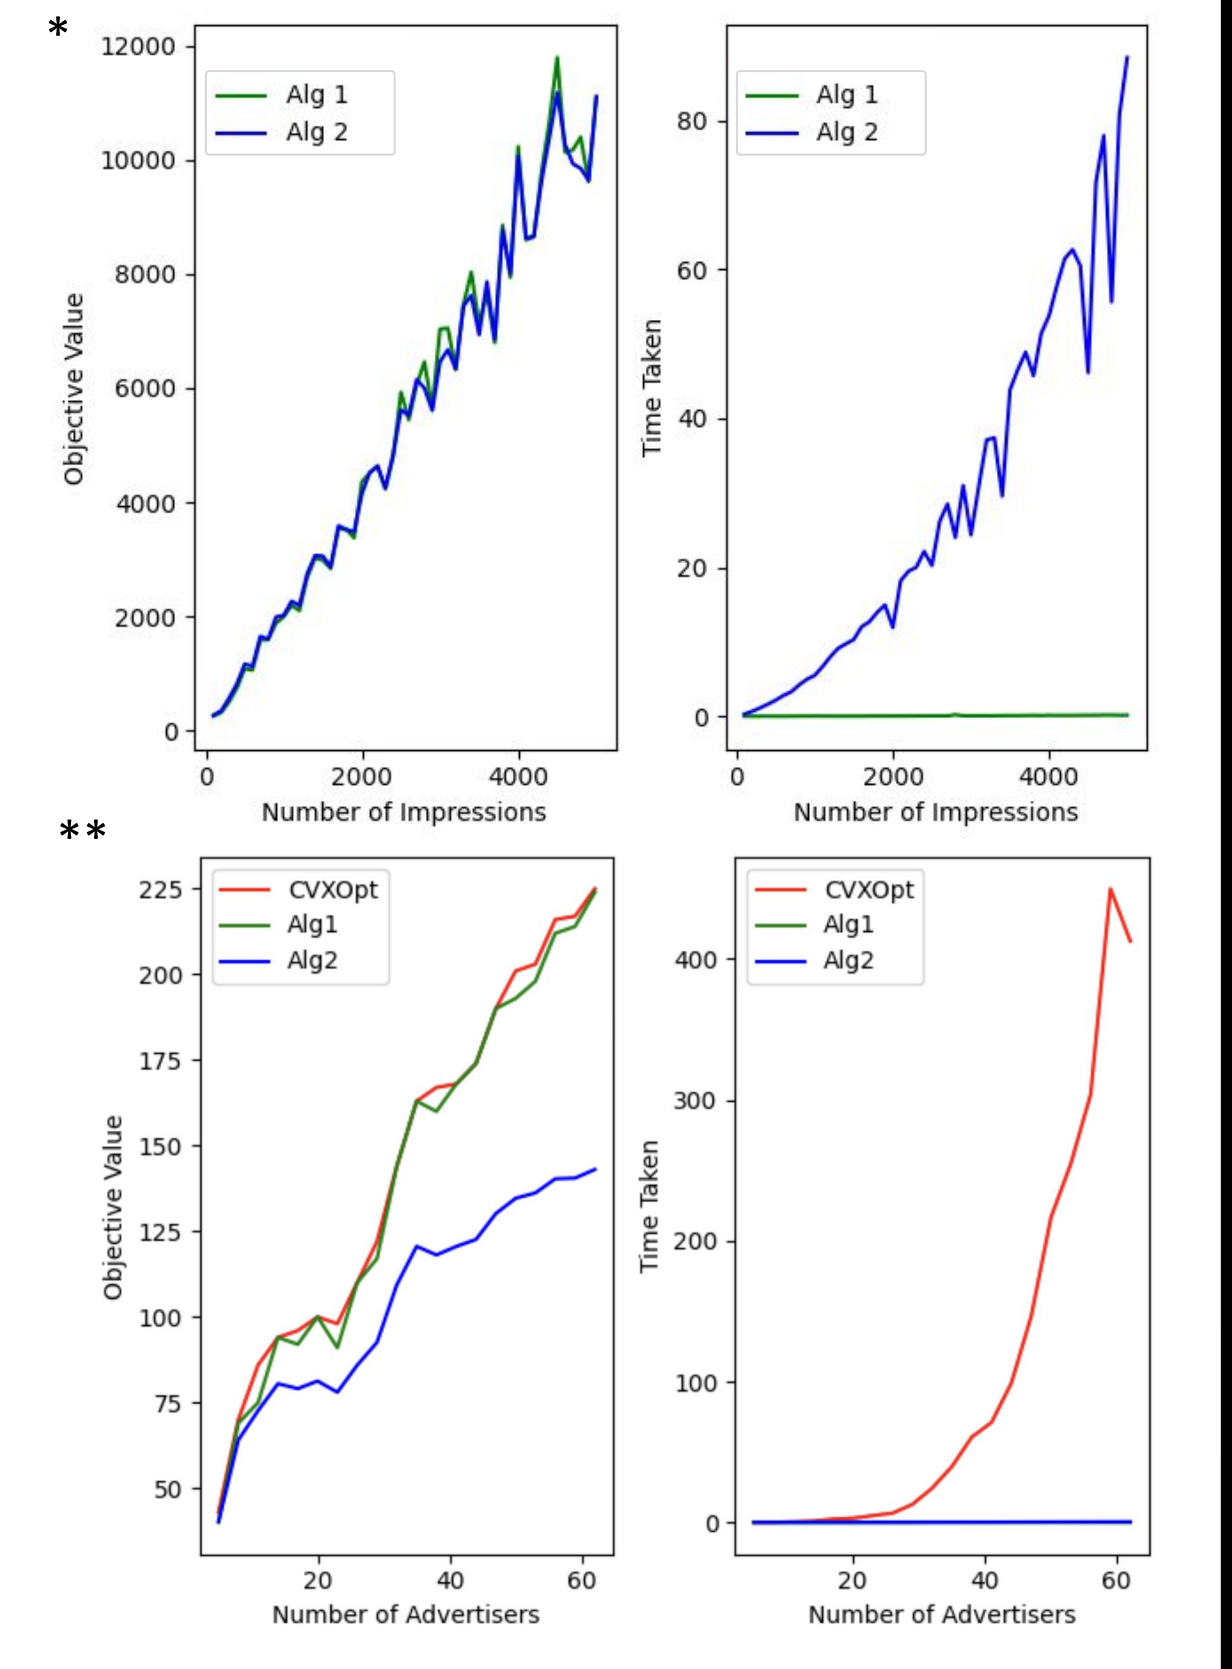 *
12000
10000
8000
6000
4000
2000
0
Objective Value
Alg 1
Alg 2
0 2000 4000
Number of Impressions
80
60
40
20
0
Time Taken
Alg 1
Alg 2
0 2000 4000
Number of Impressions
**
225
200
175
150
125
100
75
50
Objective Value
CVXOpt
Alg1
Alg2
20 40 60
Number of Advertisers
400
300
200
100
0
Time Taken
CVXOpt
Alg1
Alg2
20 40 60
Number of Advertisers